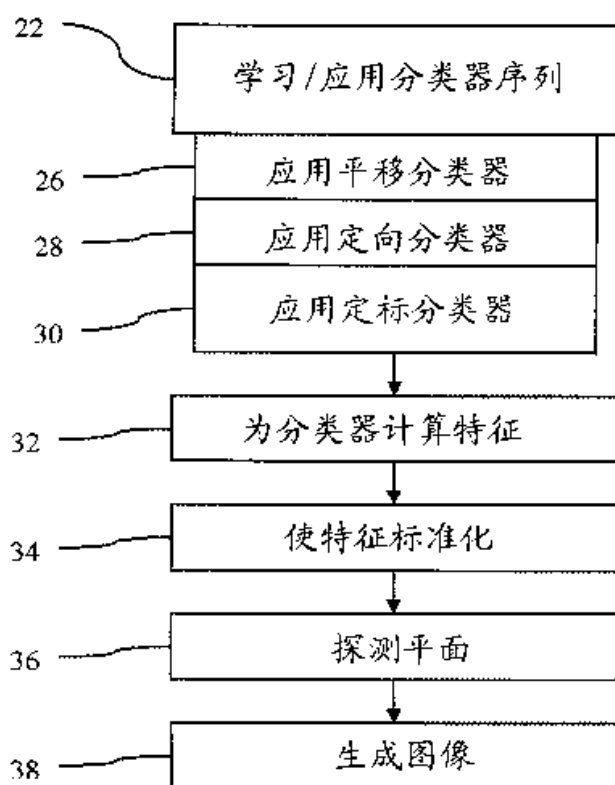 22
学习/应用分类器序列
26
应用平移分类器
28
应用定向分类器
30
应用定标分类器
32
为分类器计算特征
34
使特征标准化
36
探测平面
38
生成图像